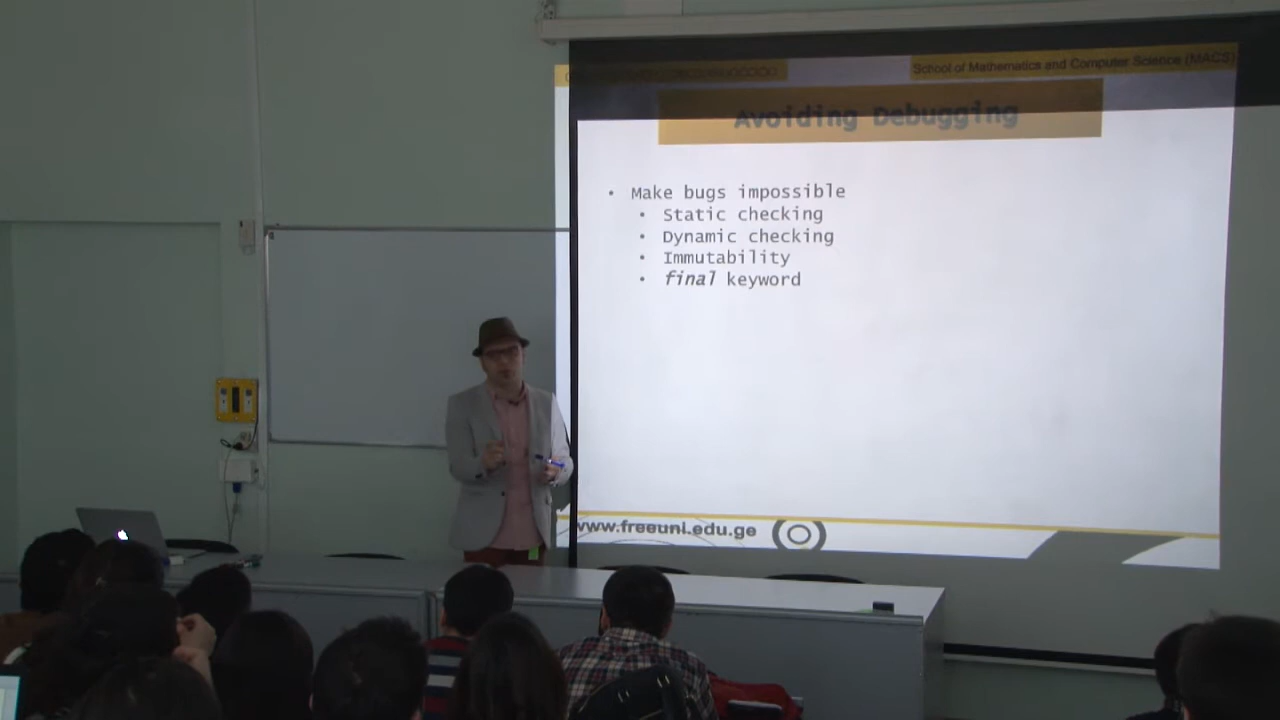 School of Mathematics and Computer Science (MACS)
Avoiding Debugging
• Make bugs impossible
• Static checking
• Dynamic checking
• Immutability
• final keyword
www.freeuni.edu.ge